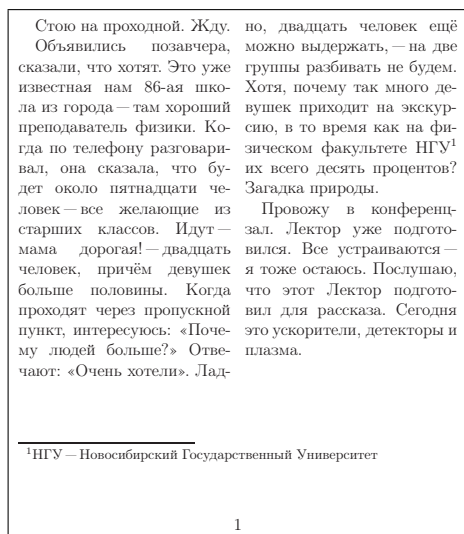 Стою на проходной. Жду.
Объявились позавчера,
сказали, что хотят. Это уже
известная нам 86-ая шко-
ла из города — там хороший
преподаватель физики. Ко-
гда по телефону разговари-
вал, она сказала, что бу-
дет около пятнадцати че-
ловек — все желающие из
старших классов. Идут —
мама дорогая! — двадцать
человек, причём девушек
больше половины. Когда
проходят через пропускной
пункт, интересуюсь: «Поче-
му людей больше?» Отве-
чают: «Очень хотели». Лад-
но, двадцать человек ещё
можно выдержать, — на две
группы разбивать не будем.
Хотя, почему так много де-
вушек приходит на экскур-
сию, в то время как на фи-
зическом факультете НГУ¹
их всего десять процентов?
Загадка природы.
Провожу в конференц-
зал. Лектор уже подгото-
вился. Все устраиваются —
я тоже остаюсь. Послушаю,
что этот Лектор подгото-
вил для рассказа. Сегодня
это ускорители, детекторы и
плазма.
¹НГУ — Новосибирский Государственный Университет
1